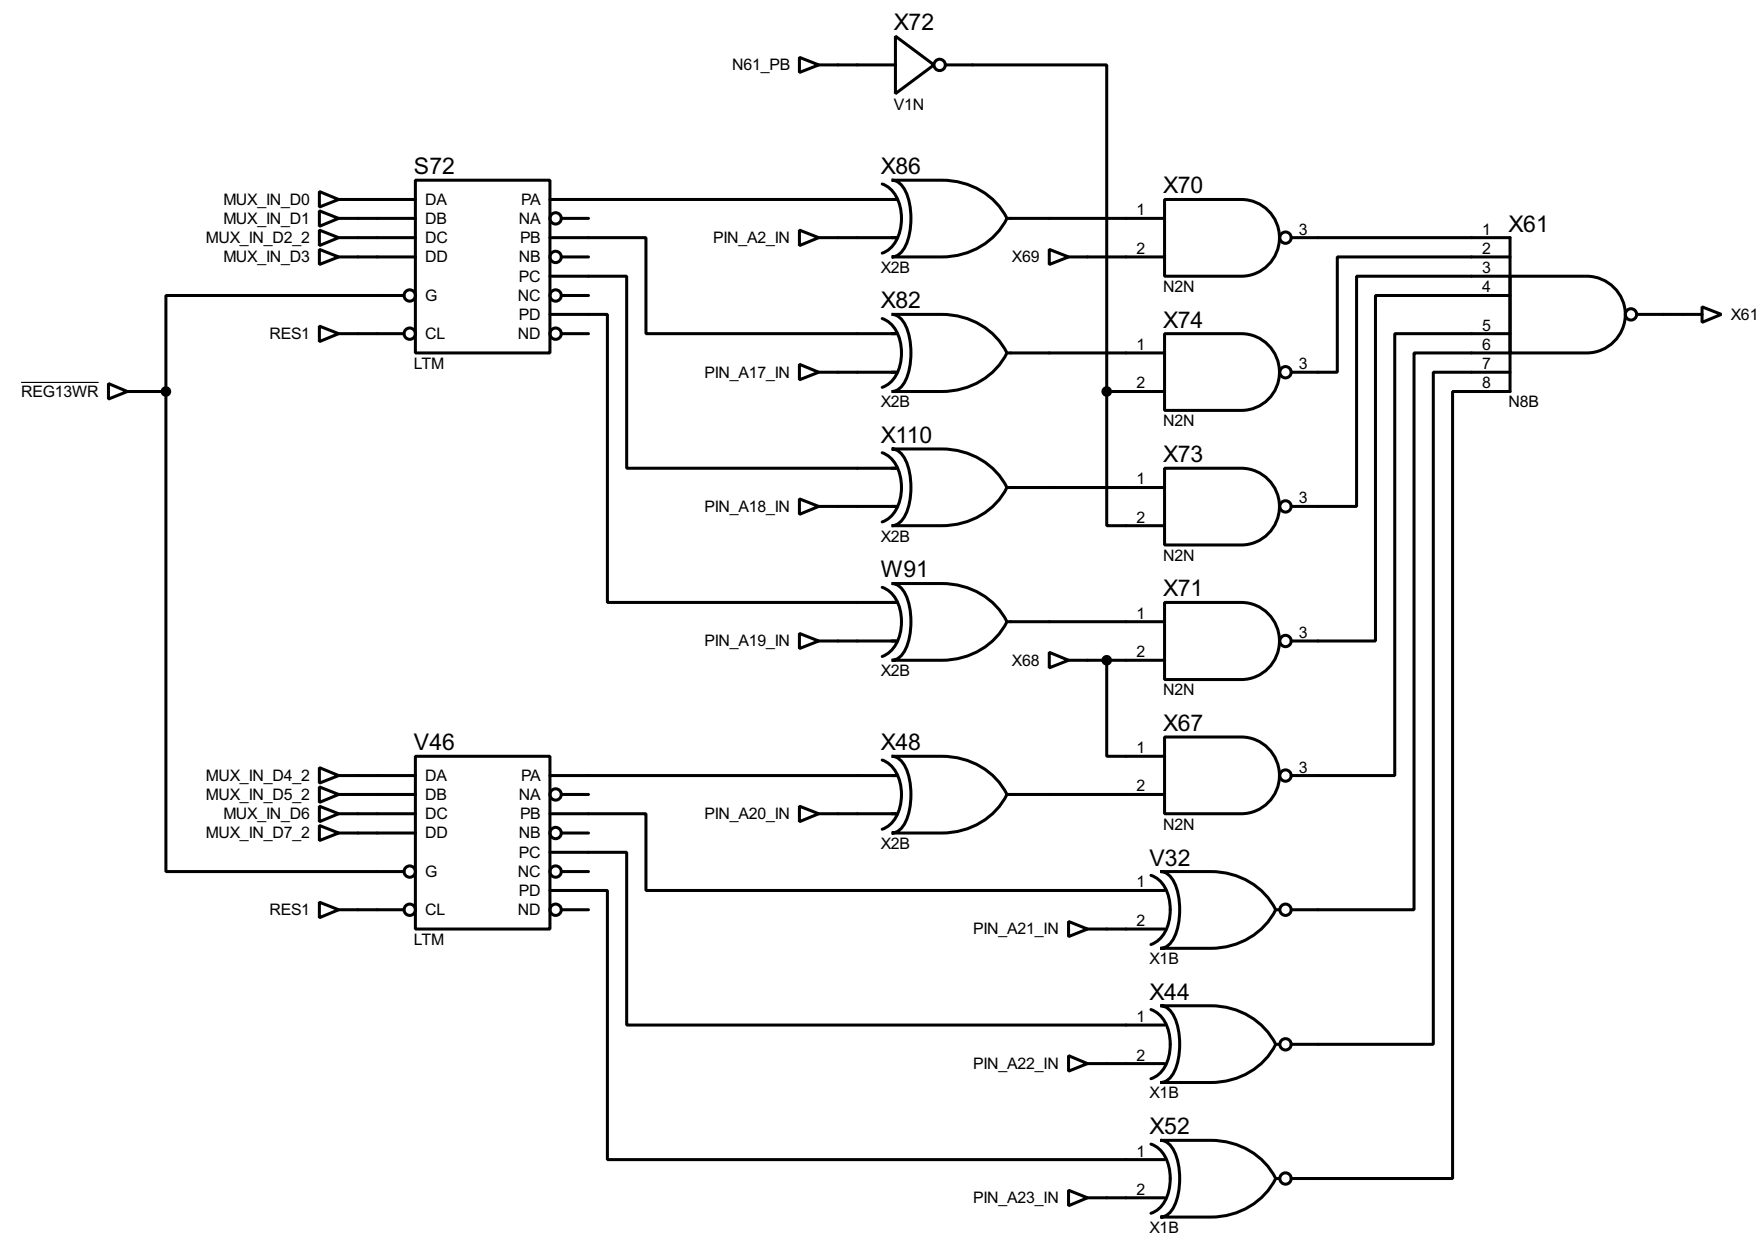 X72
N61_PB
V1N
S72
MUX_IN_D0
MUX_IN_D1
MUX_IN_D2_2
MUX_IN_D3
DA
DB
DC
DD
G
CL
PA
NA
PB
NB
PC
NC
PD
ND
RES1
LTM
REG13WR
X86
PIN_A2_IN
X2B
X82
PIN_A17_IN
X2B
X110
PIN_A18_IN
X2B
W91
PIN_A19_IN
X2B
X70
1
2
3
X69
N2N
X74
1
2
3
N2N
X73
1
2
3
N2N
X71
1
2
3
X68
N2N
X67
1
2
3
N2N
X61
1
2
3
4
5
6
7
8
N8B
X61
V46
MUX_IN_D4_2
MUX_IN_D5_2
MUX_IN_D6
MUX_IN_D7_2
DA
DB
DC
DD
G
CL
PA
NA
PB
NB
PC
NC
PD
ND
RES1
LTM
X48
PIN_A20_IN
X2B
V32
1
2
PIN_A21_IN
X1B
X44
1
2
PIN_A22_IN
X1B
X52
1
2
PIN_A23_IN
X1B